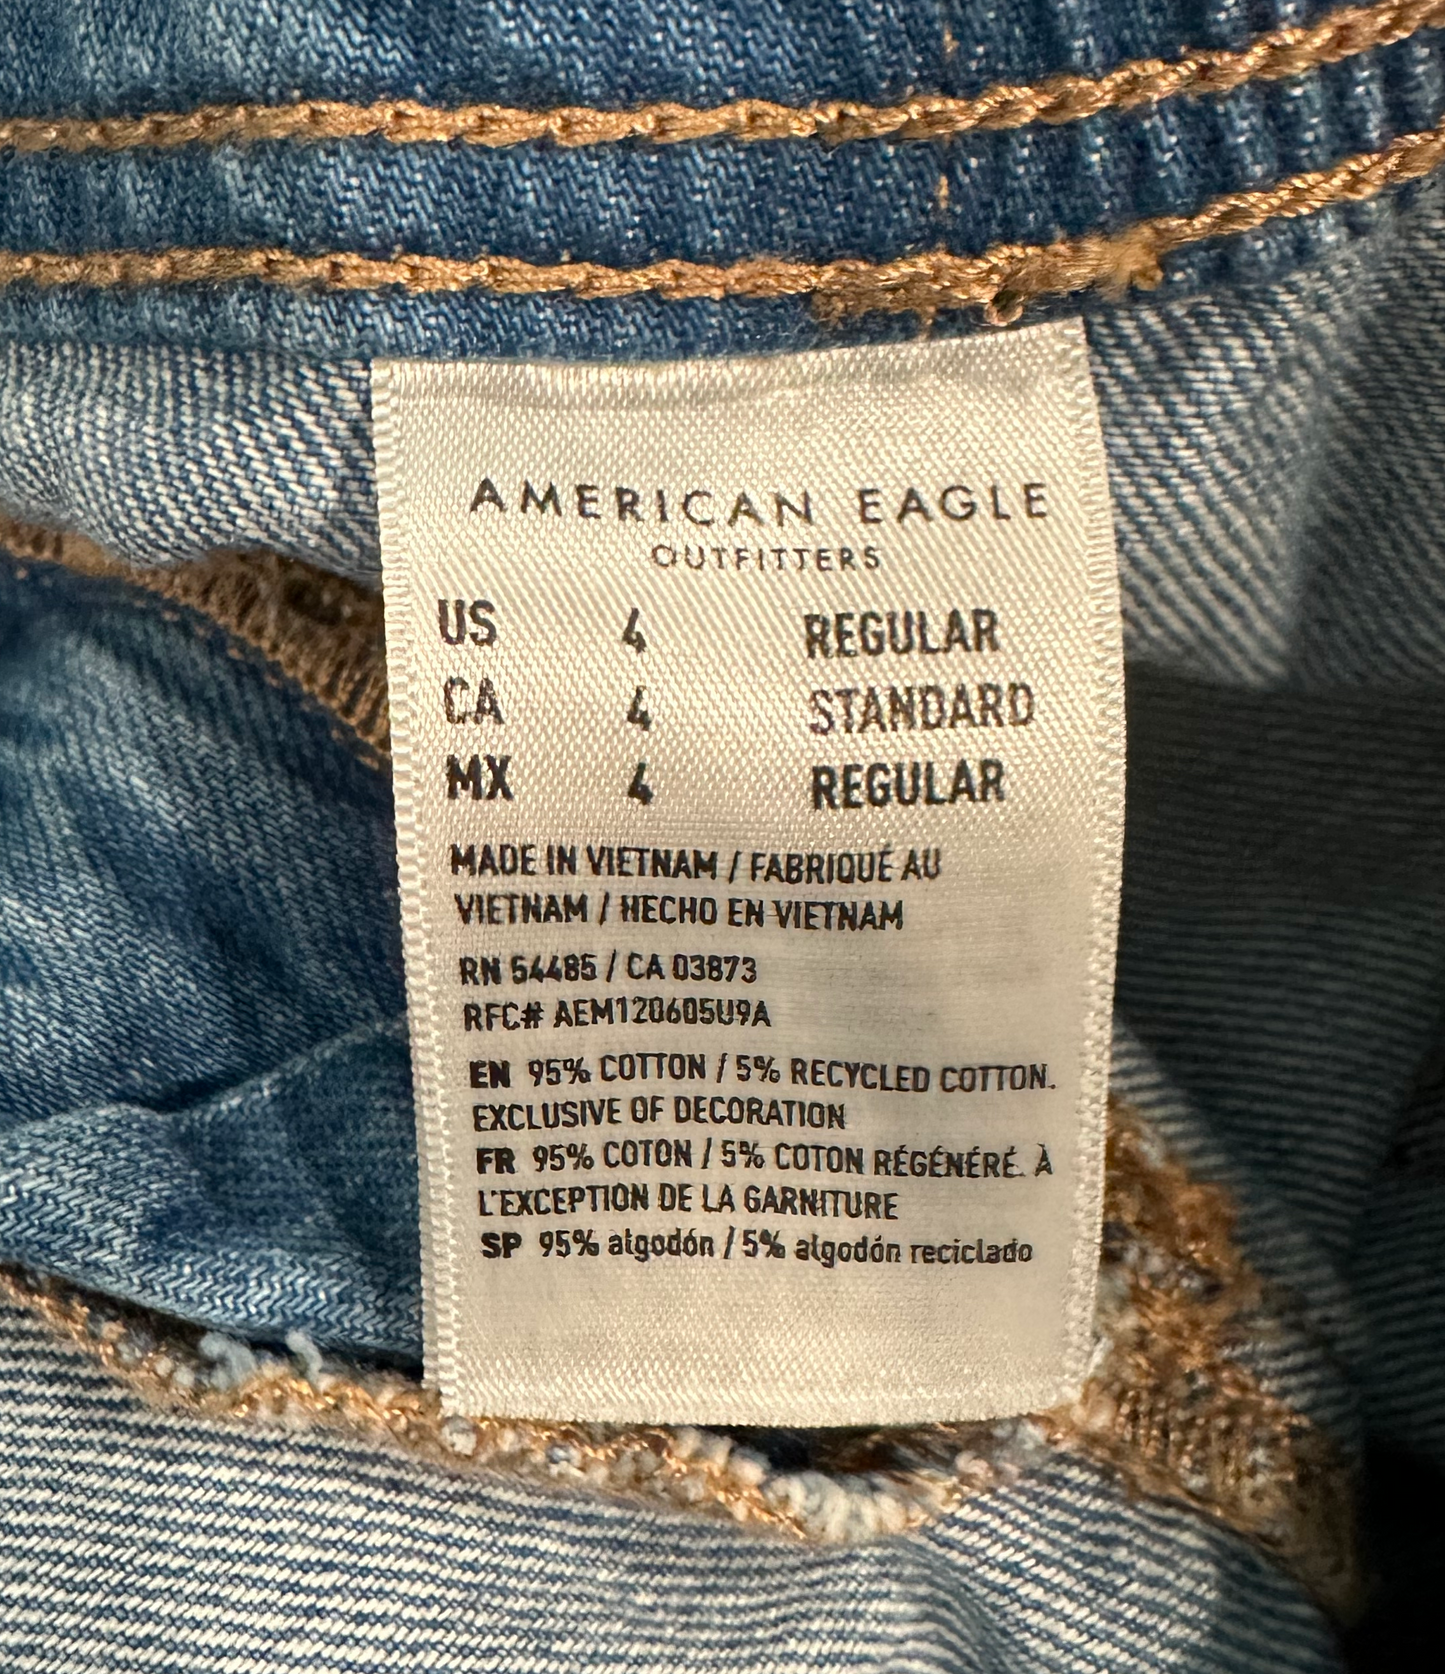 AMERICAN EAGLE
OUTFITTERS
US 4 REGULAR
CA 4 STANDARD
MX 4 REGULAR
MADE IN VIETNAM / FABRIQUÉ AU
VIETNAM / HECHO EN VIETNAM
RN 54485 / CA 03873
RFC# AEM120605U9A
EN 95% COTTON / 5% RECYCLED COTTON.
EXCLUSIVE OF DECORATION
FR 95% COTON / 5% COTON RÉGÉNÉRÉ. À
L'EXCEPTION DE LA GARNITURE
SP 95% algodón / 5% algodón reciclado